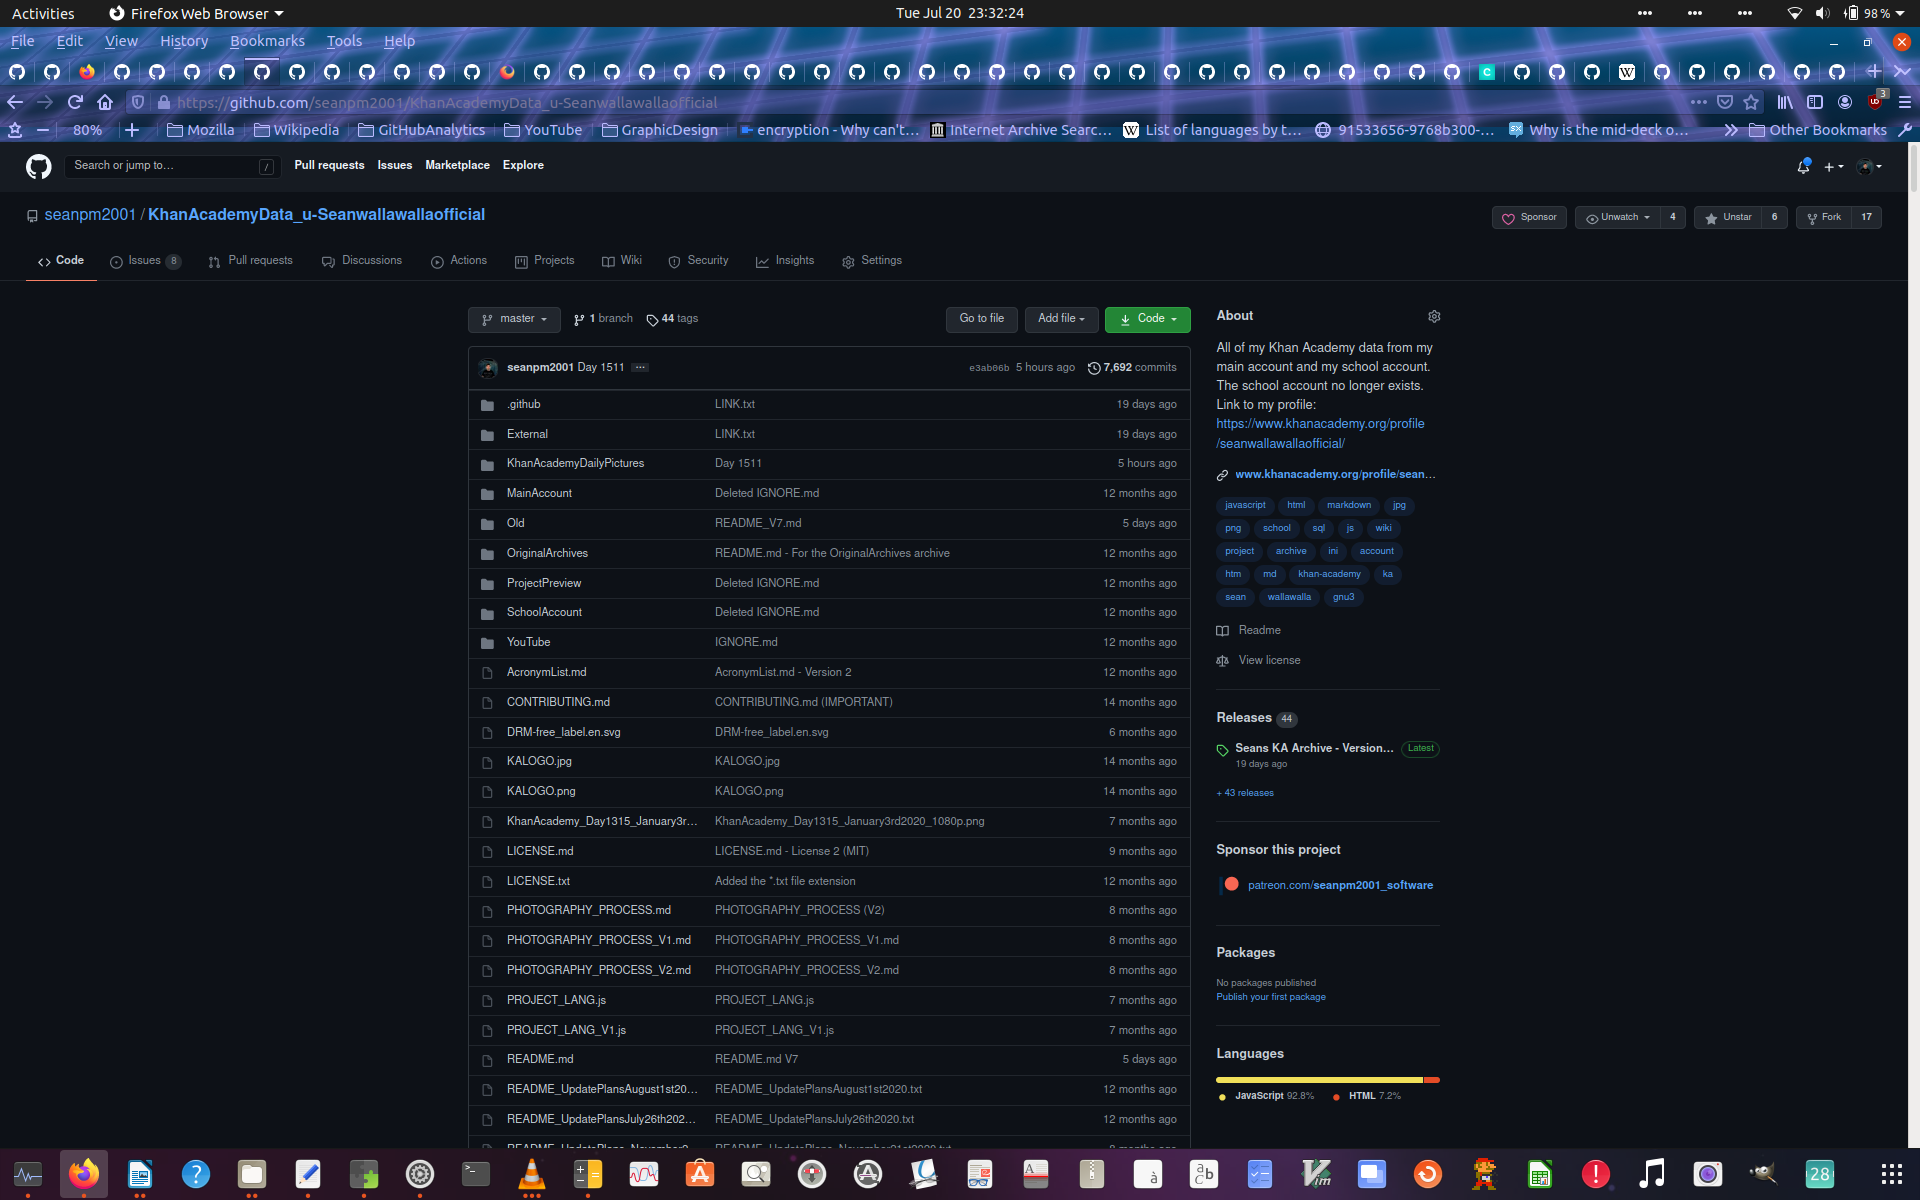 Activities
Firefox Web Browser
Tue Jul 20 23:32:24
98 %
File Edit View History Bookmarks Tools Help
https://github.com/seanpm2001/KhanAcademyData_u-Seanwallawallaofficial
3
80%
Mozilla
Wikipedia
GitHubAnalytics
YouTube
GraphicDesign
encryption - Why can't…
Internet Archive Searc…
List of languages by t…
91533656-9768b300-…
Why is the mid-deck o…
Other Bookmarks
Search or jump to…
/
Pull requests Issues Marketplace Explore
seanpm2001 / KhanAcademyData_u-Seanwallawallaofficial
Sponsor
Unwatch 4
Unstar 6
Fork 17
Code
Issues 8
Pull requests
Discussions
Actions
Projects
Wiki
Security
Insights
Settings
master
1 branch
44 tags
Go to file
Add file
Code
seanpm2001 Day 1511 ... e3ab06b 5 hours ago 7,692 commits
.github LINK.txt 19 days ago
External LINK.txt 19 days ago
KhanAcademyDailyPictures Day 1511 5 hours ago
MainAccount Deleted IGNORE.md 12 months ago
Old README_V7.md 5 days ago
OriginalArchives README.md - For the OriginalArchives archive 12 months ago
ProjectPreview Deleted IGNORE.md 12 months ago
SchoolAccount Deleted IGNORE.md 12 months ago
YouTube IGNORE.md 12 months ago
AcronymList.md AcronymList.md - Version 2 12 months ago
CONTRIBUTING.md CONTRIBUTING.md (IMPORTANT) 14 months ago
DRM-free_label.en.svg DRM-free_label.en.svg 6 months ago
KALOGO.jpg KALOGO.jpg 14 months ago
KALOGO.png KALOGO.png 14 months ago
KhanAcademy_Day1315_January3r… KhanAcademy_Day1315_January3rd2020_1080p.png 7 months ago
LICENSE.md LICENSE.md - License 2 (MIT) 9 months ago
LICENSE.txt Added the *.txt file extension 12 months ago
PHOTOGRAPHY_PROCESS.md PHOTOGRAPHY_PROCESS (V2) 8 months ago
PHOTOGRAPHY_PROCESS_V1.md PHOTOGRAPHY_PROCESS_V1.md 8 months ago
PHOTOGRAPHY_PROCESS_V2.md PHOTOGRAPHY_PROCESS_V2.md 8 months ago
PROJECT_LANG.js PROJECT_LANG.js 7 months ago
PROJECT_LANG_V1.js PROJECT_LANG_V1.js 7 months ago
README.md README.md V7 5 days ago
README_UpdatePlansAugust1st20… README_UpdatePlansAugust1st2020.txt 12 months ago
README_UpdatePlansJuly26th202… README_UpdatePlansJuly26th2020.txt 12 months ago
About
All of my Khan Academy data from my
main account and my school account.
The school account no longer exists.
Link to my profile:
https://www.khanacademy.org/profile
/seanwallawallaofficial/
www.khanacademy.org/profile/sean…
javascript html markdown jpg
png school sql js wiki
project archive ini account
htm md khan-academy ka
sean wallawalla gnu3
Readme
View license
Releases 44
Seans KA Archive - Version… Latest
19 days ago
+ 43 releases
Sponsor this project
patreon.com/seanpm2001_software
Packages
No packages published
Publish your first package
Languages
JavaScript 92.8% HTML 7.2%
28